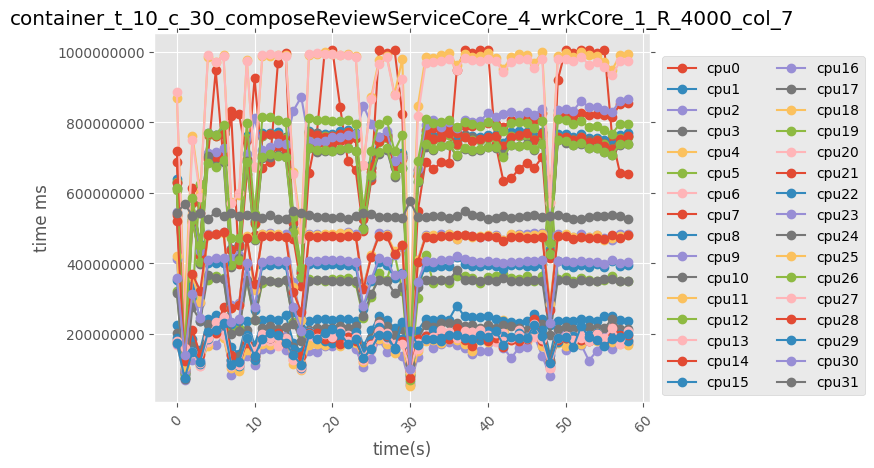 container_t_10_c_30_composeReviewServiceCore_4_wrkCore_1_R_4000_col_7
1000000000
800000000
600000000
400000000
200000000
time ms
0
10
20
30
40
50
60
time(s)
cpu0
cpu1
cpu2
cpu3
cpu4
cpu5
cpu6
cpu7
cpu8
cpu9
cpu10
cpu11
cpu12
cpu13
cpu14
cpu15
cpu16
cpu17
cpu18
cpu19
cpu20
cpu21
cpu22
cpu23
cpu24
cpu25
cpu26
cpu27
cpu28
cpu29
cpu30
cpu31